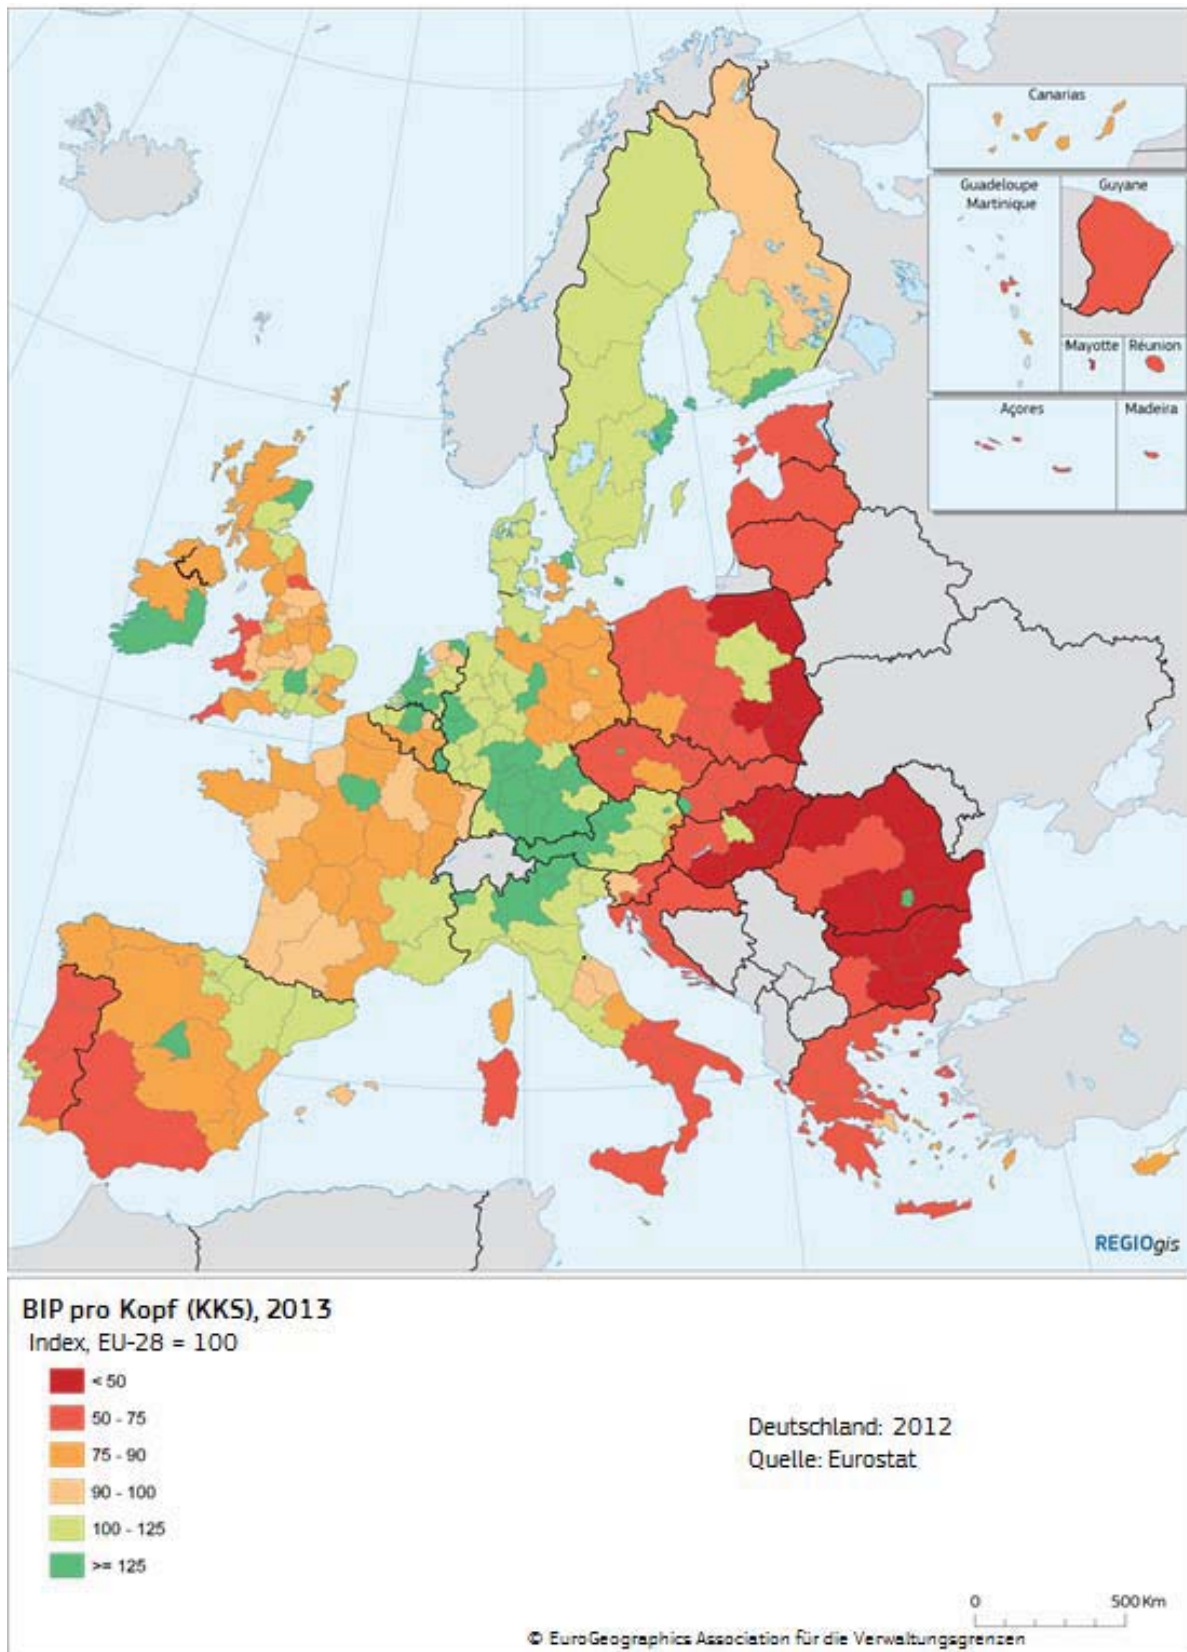 Canarias
Guadeloupe
Martinique
Guyane
Mayotte
Réunion
Açores
Madeira
REGIOgis
BIP pro Kopf (KKS), 2013
Index, EU-28 = 100
< 50
50 - 75
75 - 90
90 - 100
100 - 125
>= 125
Deutschland: 2012
Quelle: Eurostat
0 500 Km
© EuroGeographics Association für die Verwaltungsgrenzen